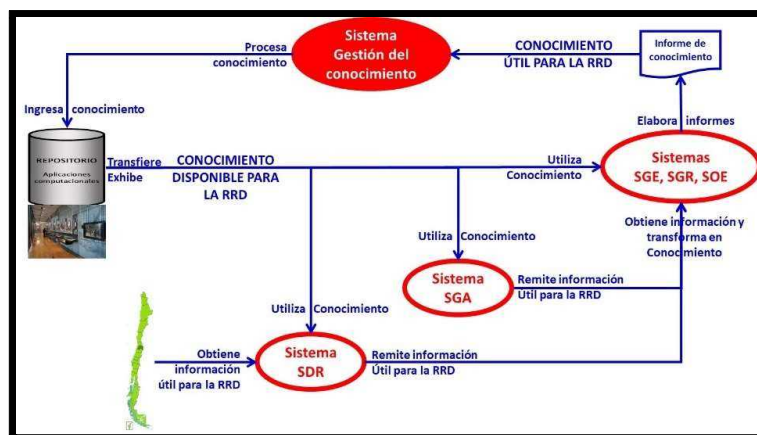 Sistema
Gestión del
conocimiento
Procesa
conocimiento
CONOCIMIENTO
ÚTIL PARA LA RRD
Informe de
conocimiento
Ingresa conocimiento
Elabora informes
REPOSITORIO
Aplicaciones
computacionales
Transfiere
Exhibe
CONOCIMIENTO
DISPONIBLE PARA
LA RRD
Utiliza
Conocimiento
Sistemas
SGE, SGR, SOE
Utiliza Conocimiento
Obtiene información y
transforma en
Conocimiento
Sistema
SGA
Remite información
Útil para la RRD
Utiliza Conocimiento
Obtiene
información
útil para la RRD
Sistema
SDR
Remite información
Útil para la RRD